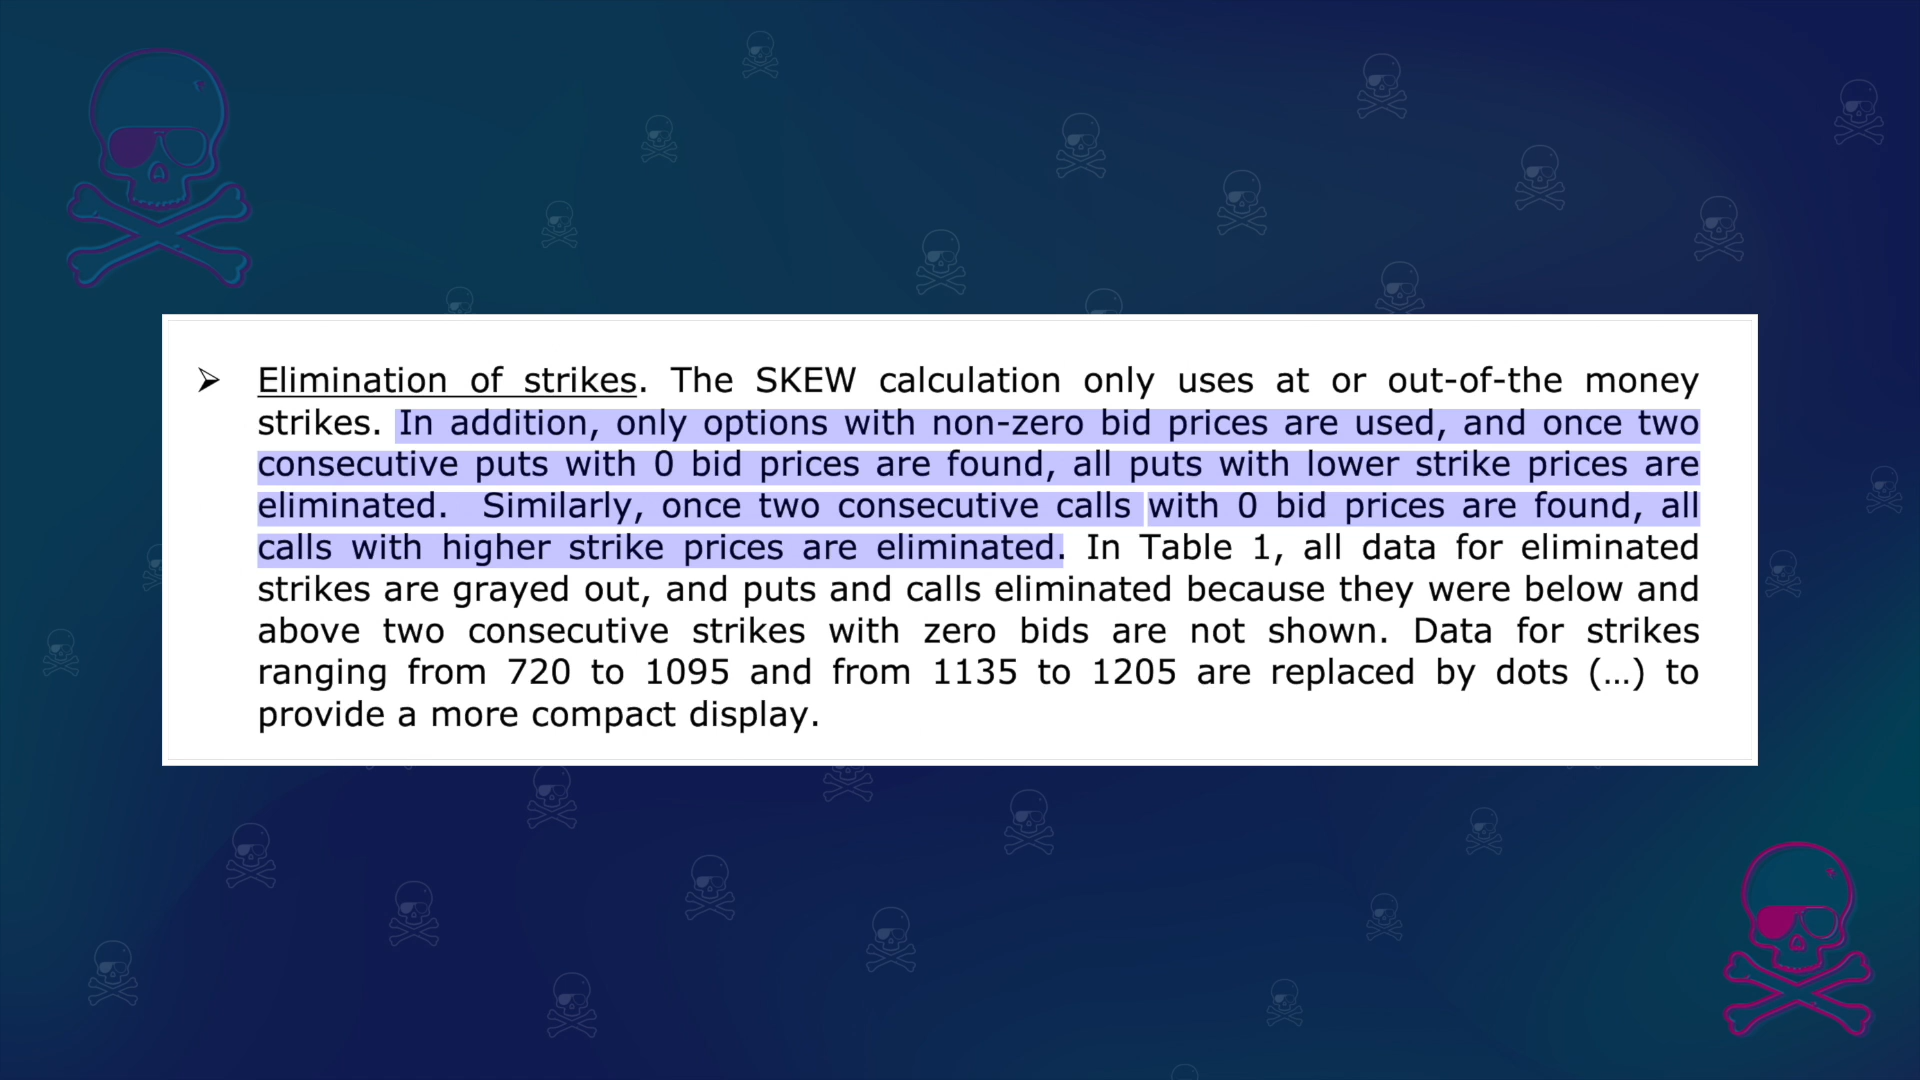 ➢ Elimination of strikes. The SKEW calculation only uses at or out-of-the money
strikes. In addition, only options with non-zero bid prices are used, and once two
consecutive puts with 0 bid prices are found, all puts with lower strike prices are
eliminated.  Similarly, once two consecutive calls with 0 bid prices are found, all
calls with higher strike prices are eliminated. In Table 1, all data for eliminated
strikes are grayed out, and puts and calls eliminated because they were below and
above two consecutive strikes with zero bids are not shown. Data for strikes
ranging from 720 to 1095 and from 1135 to 1205 are replaced by dots (…) to
provide a more compact display.